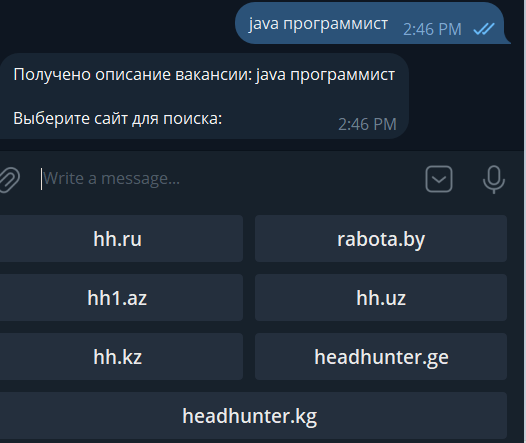 java программист 2:46 PM
Получено описание вакансии: java программист
Выберите сайт для поиска:
2:46 PM
Write a message...
hh.ru
rabota.by
hh1.az
hh.uz
hh.kz
headhunter.ge
headhunter.kg